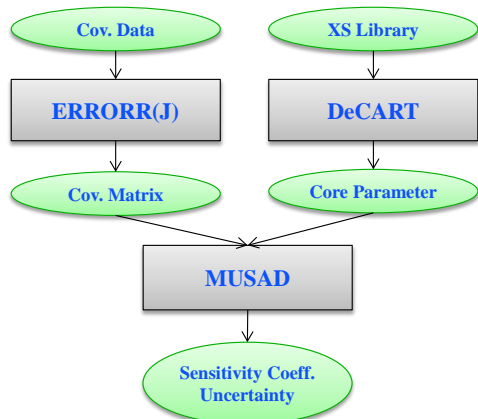 Cov. Data
XS Library
ERRORR(J)
DeCART
Cov. Matrix
Core Parameter
MUSAD
Sensitivity Coeff.
Uncertainty